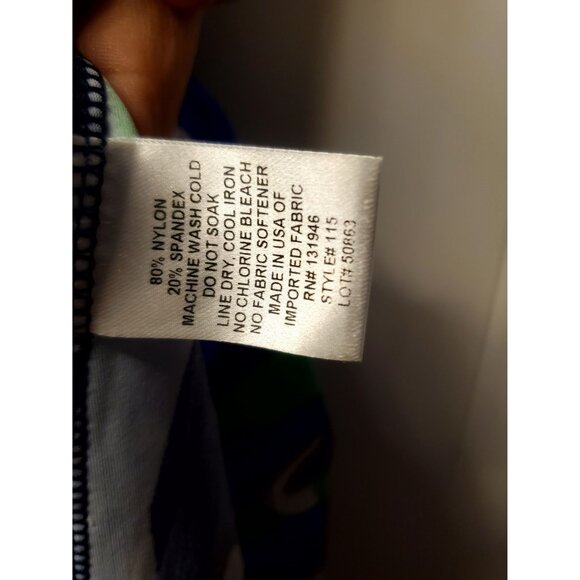 80% NYLON
20% SPANDEX
MACHINE WASH COLD
DO NOT SOAK
LINE DRY, COOL IRON
NO CHLORINE BLEACH
NO FABRIC SOFTENER
MADE IN USA OF
IMPORTED FABRIC
RN# 131946
STYLE# 115
LOT# 50863